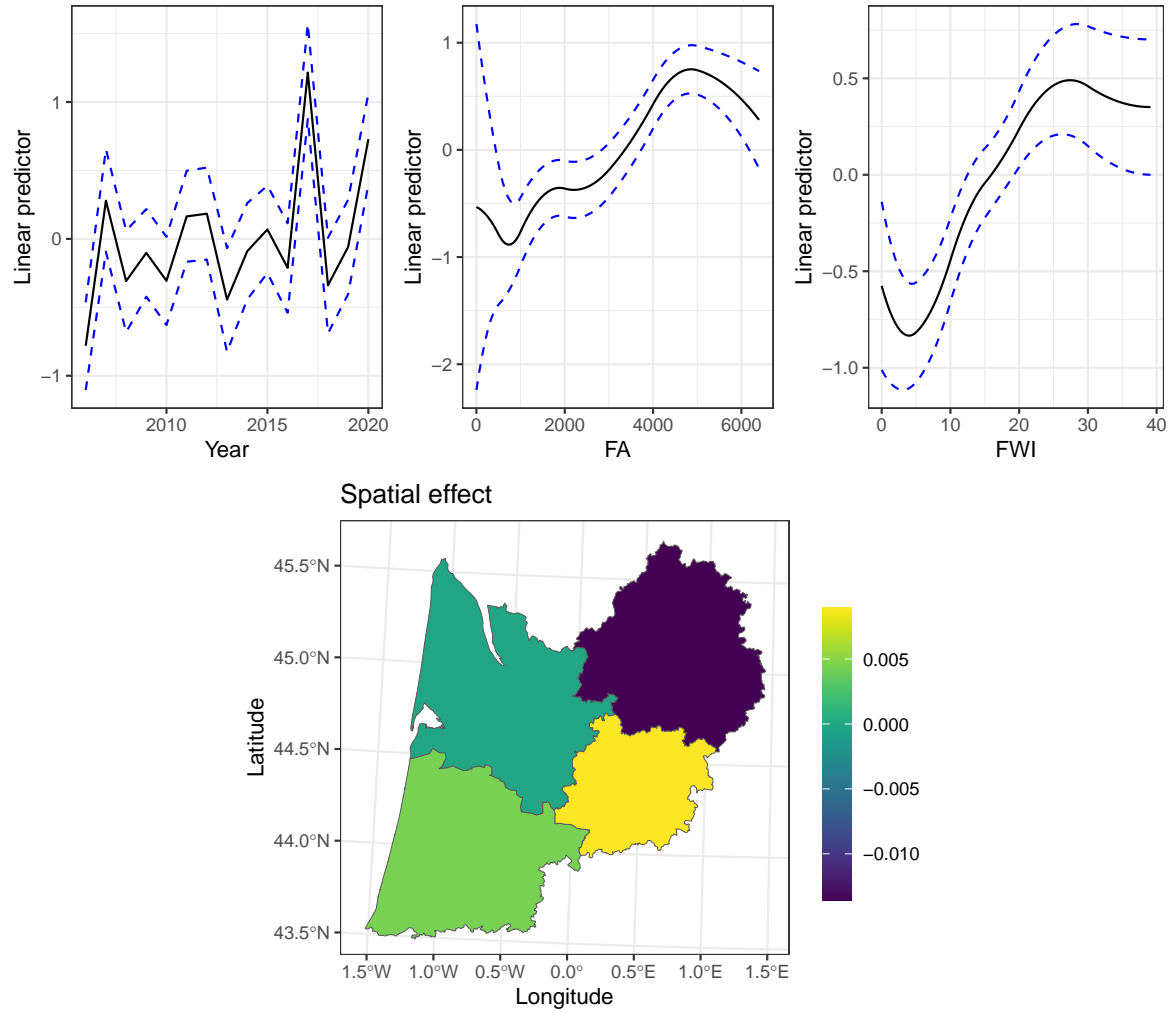 Linear predictor
1
0
−1
2010
2015
2020
Year
Linear predictor
1
0
−1
−2
0
2000
4000
6000
FA
Linear predictor
0.5
0.0
−0.5
−1.0
0
10
20
30
40
FWI
Spatial effect
Latitude
45.5°N
45.0°N
44.5°N
44.0°N
43.5°N
1.5°W
1.0°W
0.5°W
0.0°
0.5°E
1.0°E
1.5°E
Longitude
0.005
0.000
−0.005
−0.010